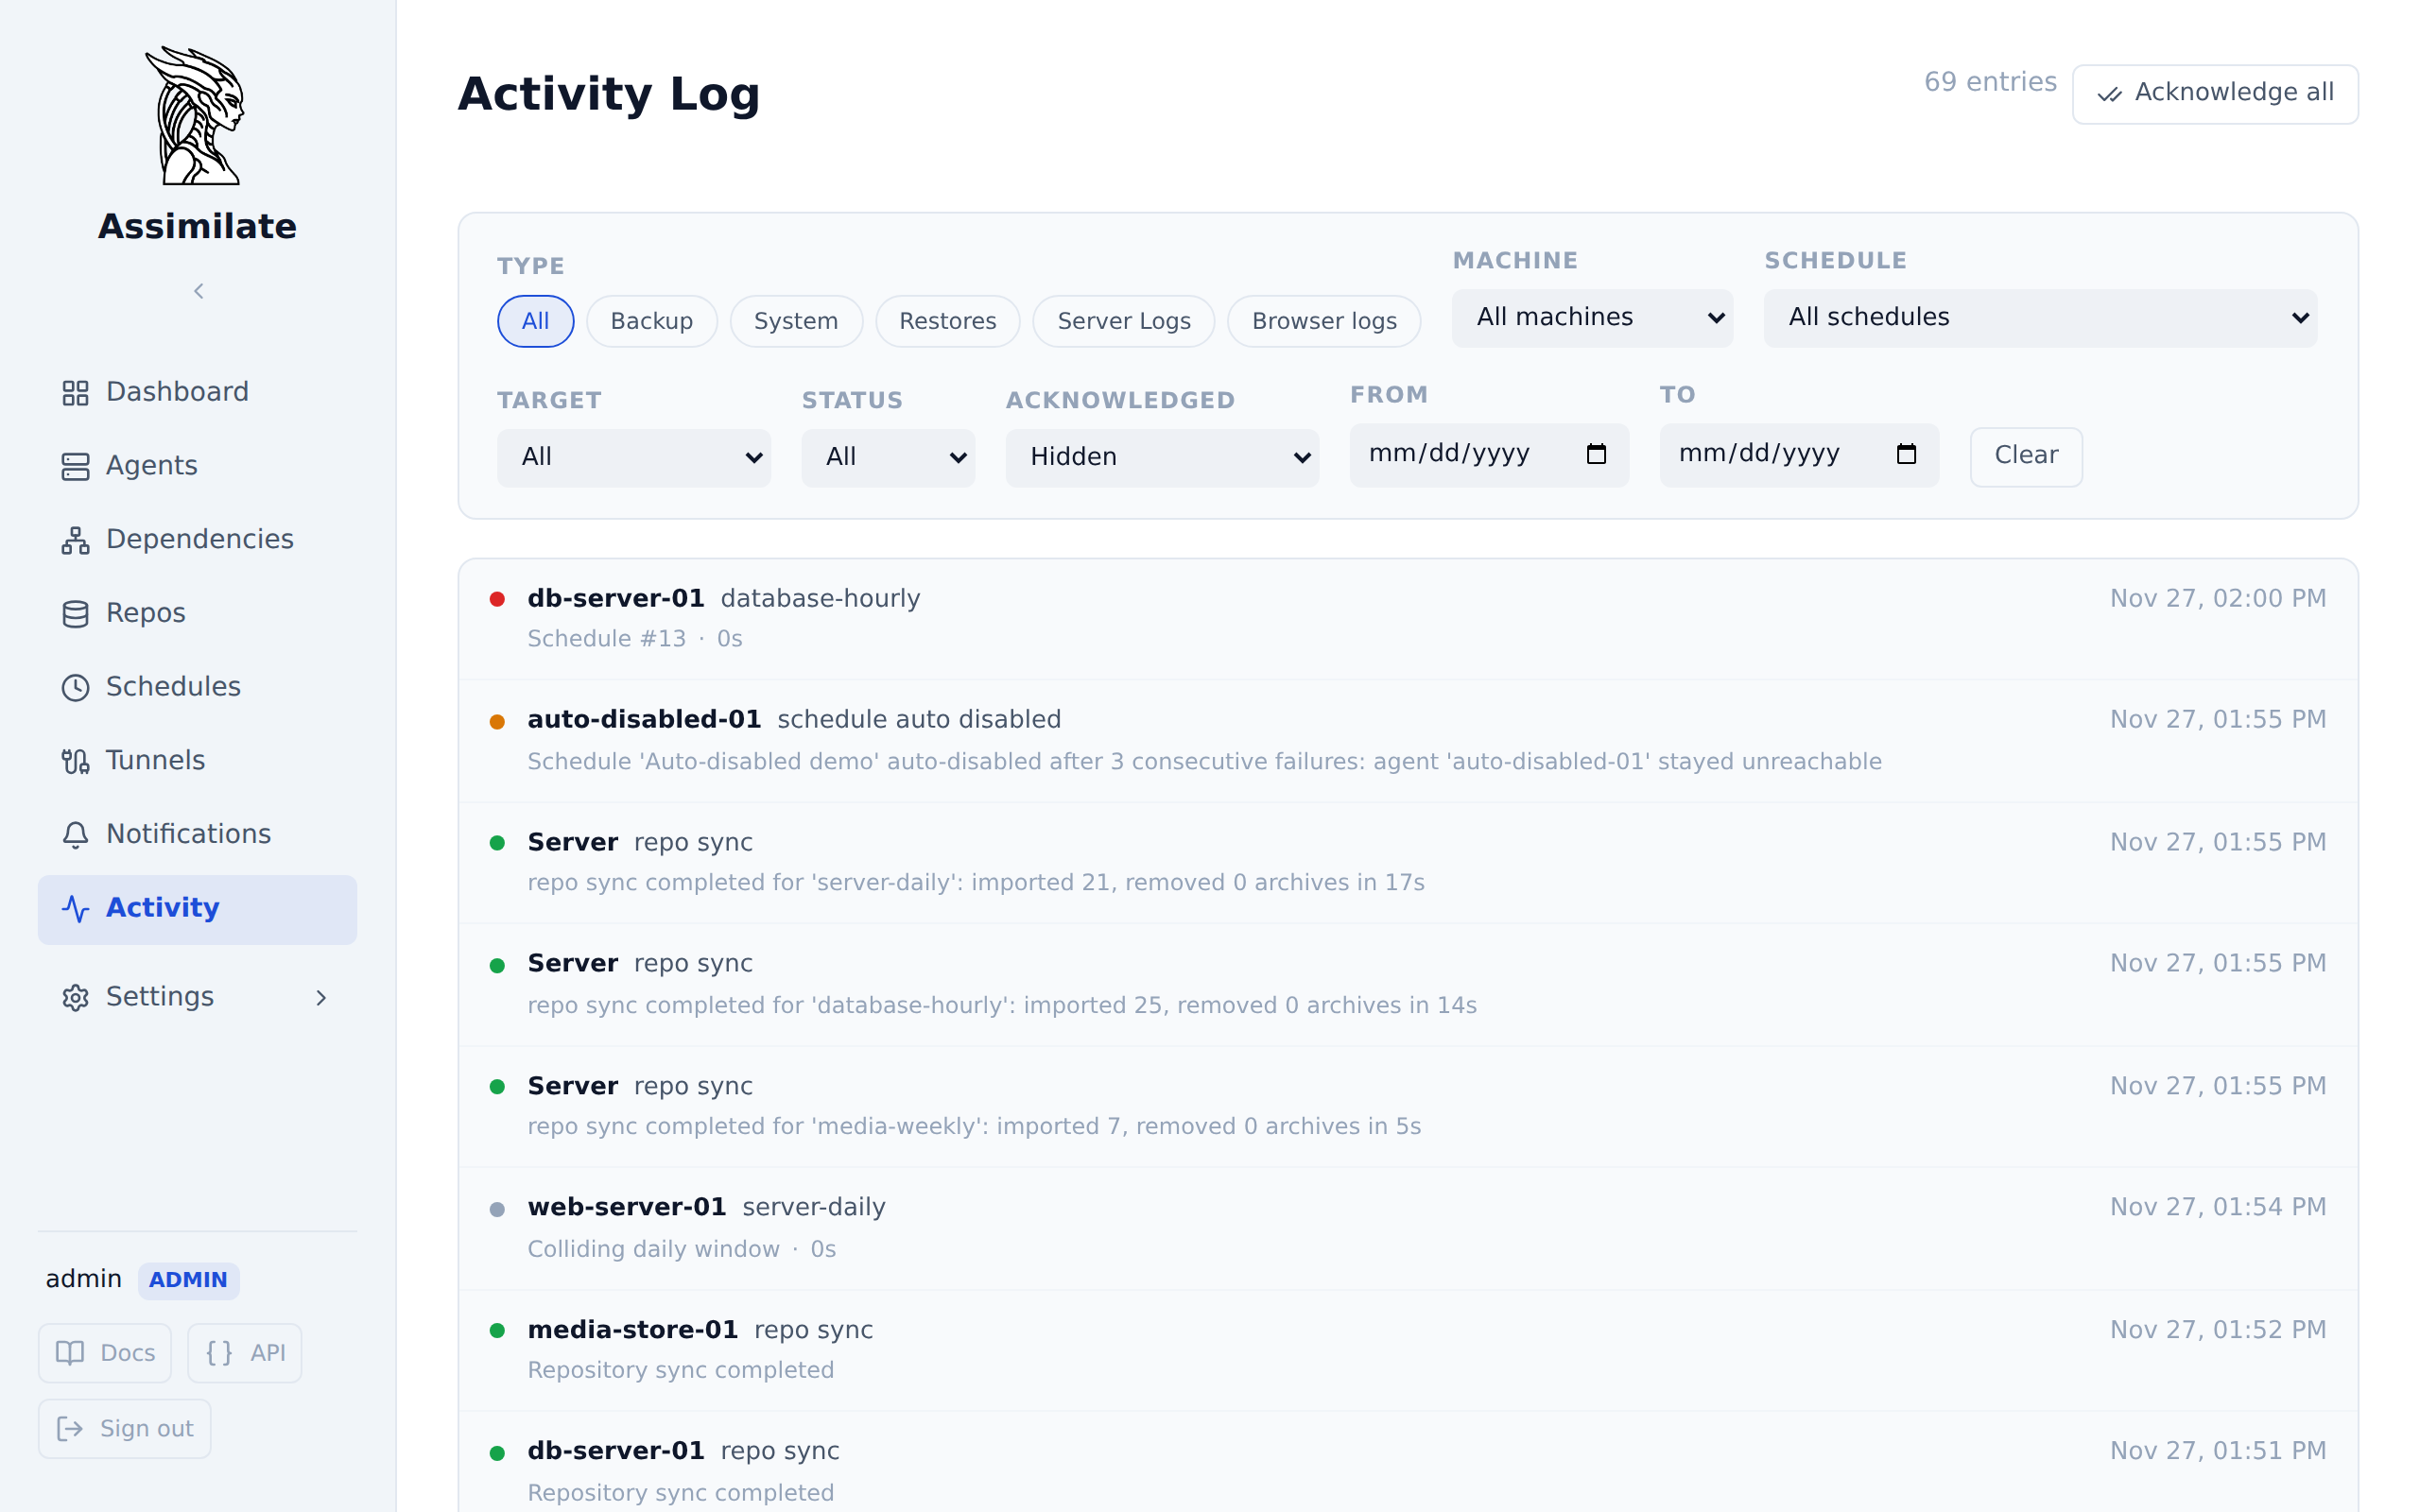 Assimilate
Dashboard
Agents
Dependencies
Repos
Schedules
Tunnels
Notifications
Activity
Settings
admin ADMIN
Docs API
Sign out
Activity Log
69 entries Acknowledge all
TYPE MACHINE SCHEDULE
All Backup System Restores Server Logs Browser logs All machines All schedules
TARGET STATUS ACKNOWLEDGED FROM TO
All All Hidden mm/dd/yyyy mm/dd/yyyy Clear
db-server-01 database-hourly Nov 27, 02:00 PM
Schedule #13 · 0s
auto-disabled-01 schedule auto disabled Nov 27, 01:55 PM
Schedule 'Auto-disabled demo' auto-disabled after 3 consecutive failures: agent 'auto-disabled-01' stayed unreachable
Server repo sync Nov 27, 01:55 PM
repo sync completed for 'server-daily': imported 21, removed 0 archives in 17s
Server repo sync Nov 27, 01:55 PM
repo sync completed for 'database-hourly': imported 25, removed 0 archives in 14s
Server repo sync Nov 27, 01:55 PM
repo sync completed for 'media-weekly': imported 7, removed 0 archives in 5s
web-server-01 server-daily Nov 27, 01:54 PM
Colliding daily window · 0s
media-store-01 repo sync Nov 27, 01:52 PM
Repository sync completed
db-server-01 repo sync Nov 27, 01:51 PM
Repository sync completed